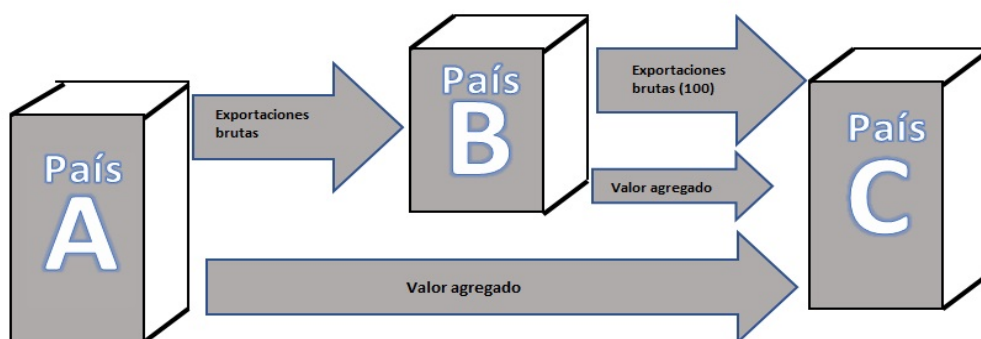 País
A
Exportaciones
brutas
País
B
Exportaciones
brutas (100)
Valor agregado
Valor agregado
País
C